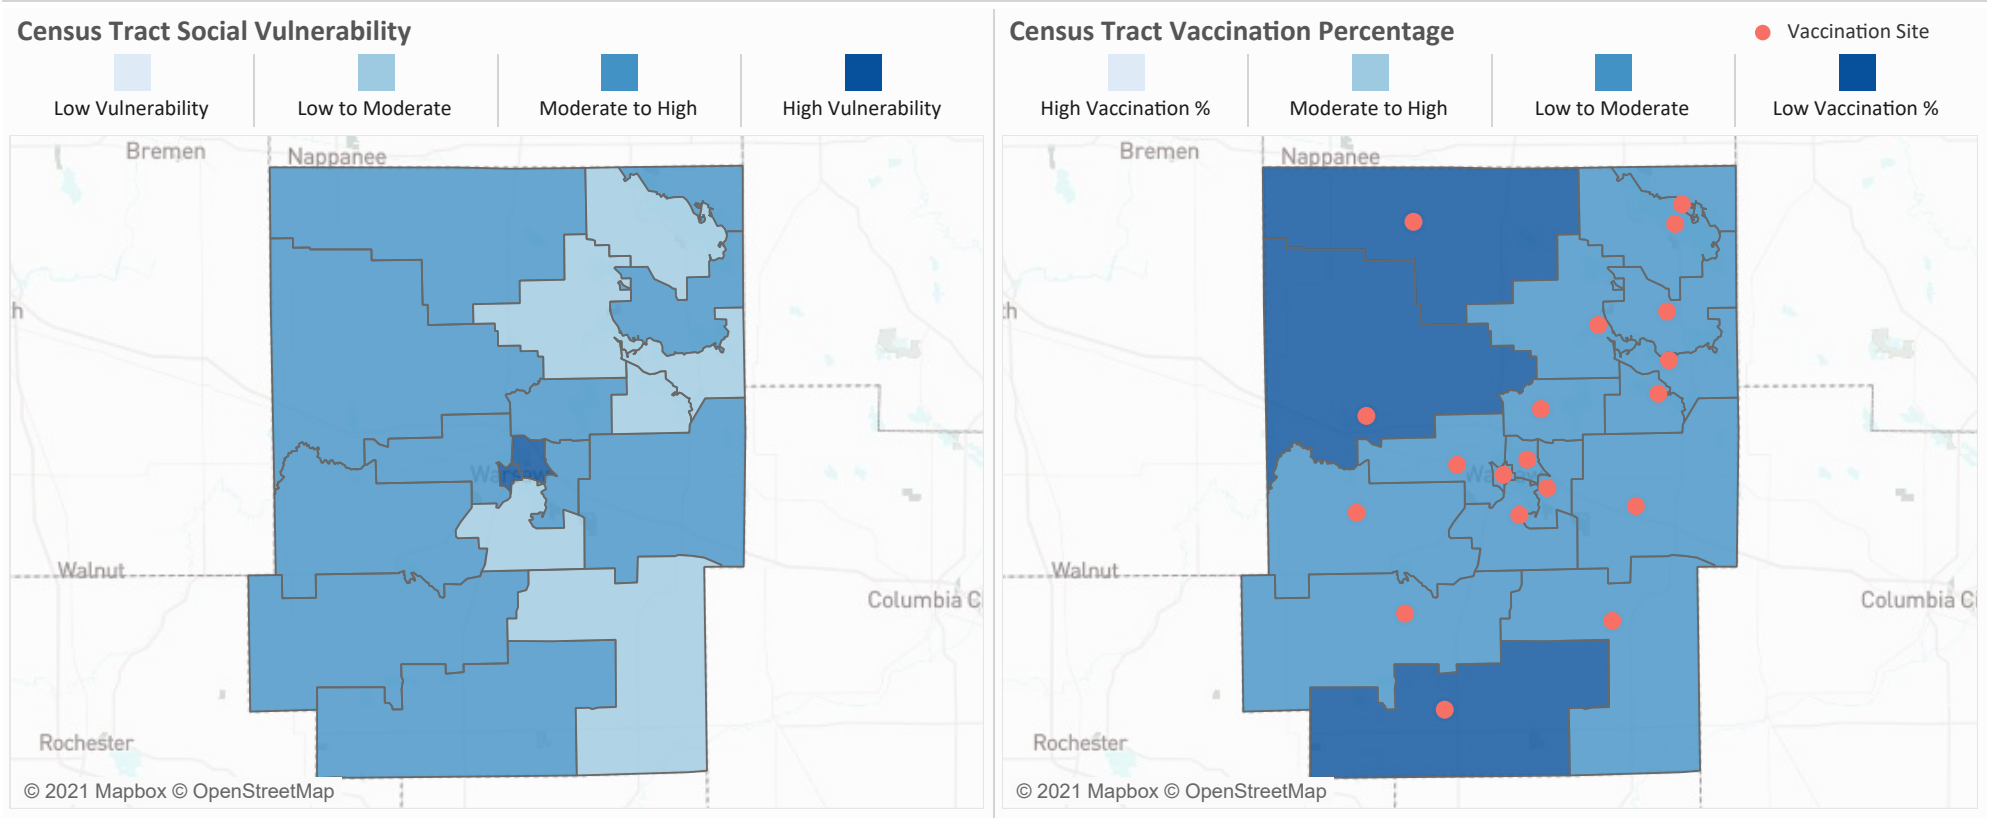 Census Tract Social Vulnerability
Low Vulnerability
Low to Moderate
Moderate to High
High Vulnerability
Bremen
Nappanee
h
Warsaw
Walnut
Columbia C
Rochester
© 2021 Mapbox © OpenStreetMap
Census Tract Vaccination Percentage
Vaccination Site
High Vaccination %
Moderate to High
Low to Moderate
Low Vaccination %
Bremen
Nappanee
th
Walnut
Columbia Ci
Rochester
© 2021 Mapbox © OpenStreetMap